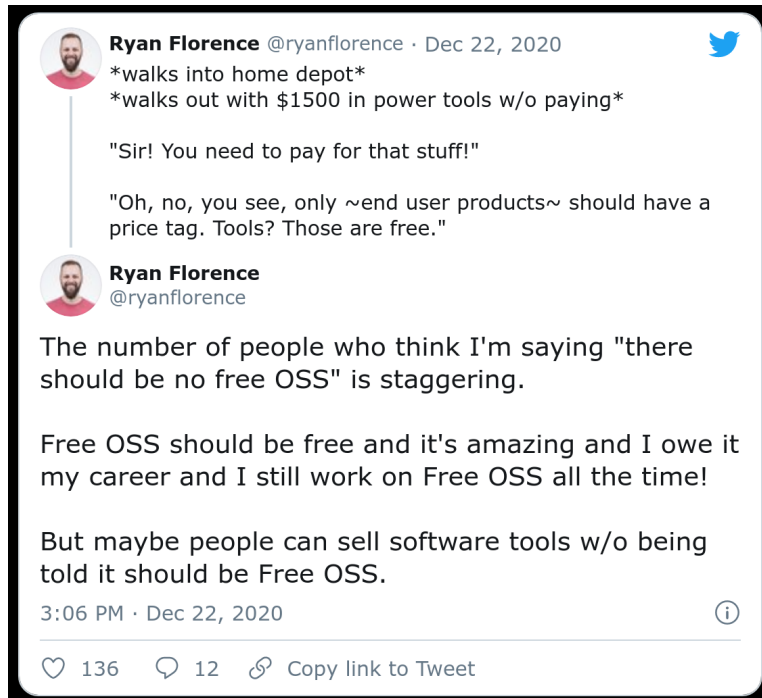 Ryan Florence @ryanflorence · Dec 22, 2020
*walks into home depot*
*walks out with $1500 in power tools w/o paying*
"Sir! You need to pay for that stuff!"
"Oh, no, you see, only ~end user products~ should have a
price tag. Tools? Those are free."
Ryan Florence
@ryanflorence
The number of people who think I'm saying "there
should be no free OSS" is staggering.
Free OSS should be free and it's amazing and I owe it
my career and I still work on Free OSS all the time!
But maybe people can sell software tools w/o being
told it should be Free OSS.
3:06 PM · Dec 22, 2020
136 12 Copy link to Tweet